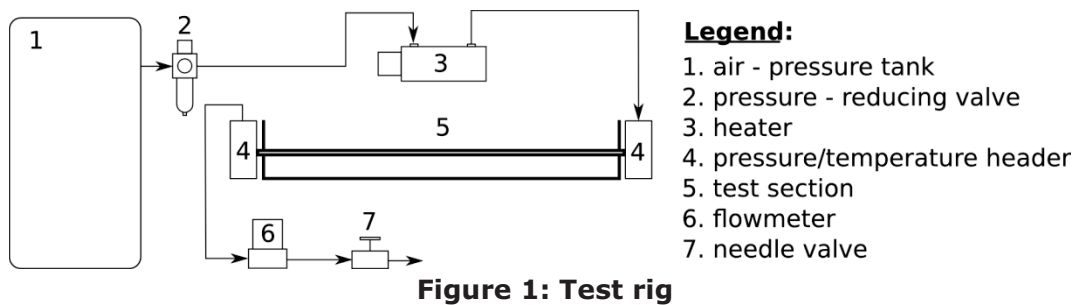 1
2
3
4
5
4
6
7
Legend:
1. air - pressure tank
2. pressure - reducing valve
3. heater
4. pressure/temperature header
5. test section
6. flowmeter
7. needle valve
Figure 1: Test rig